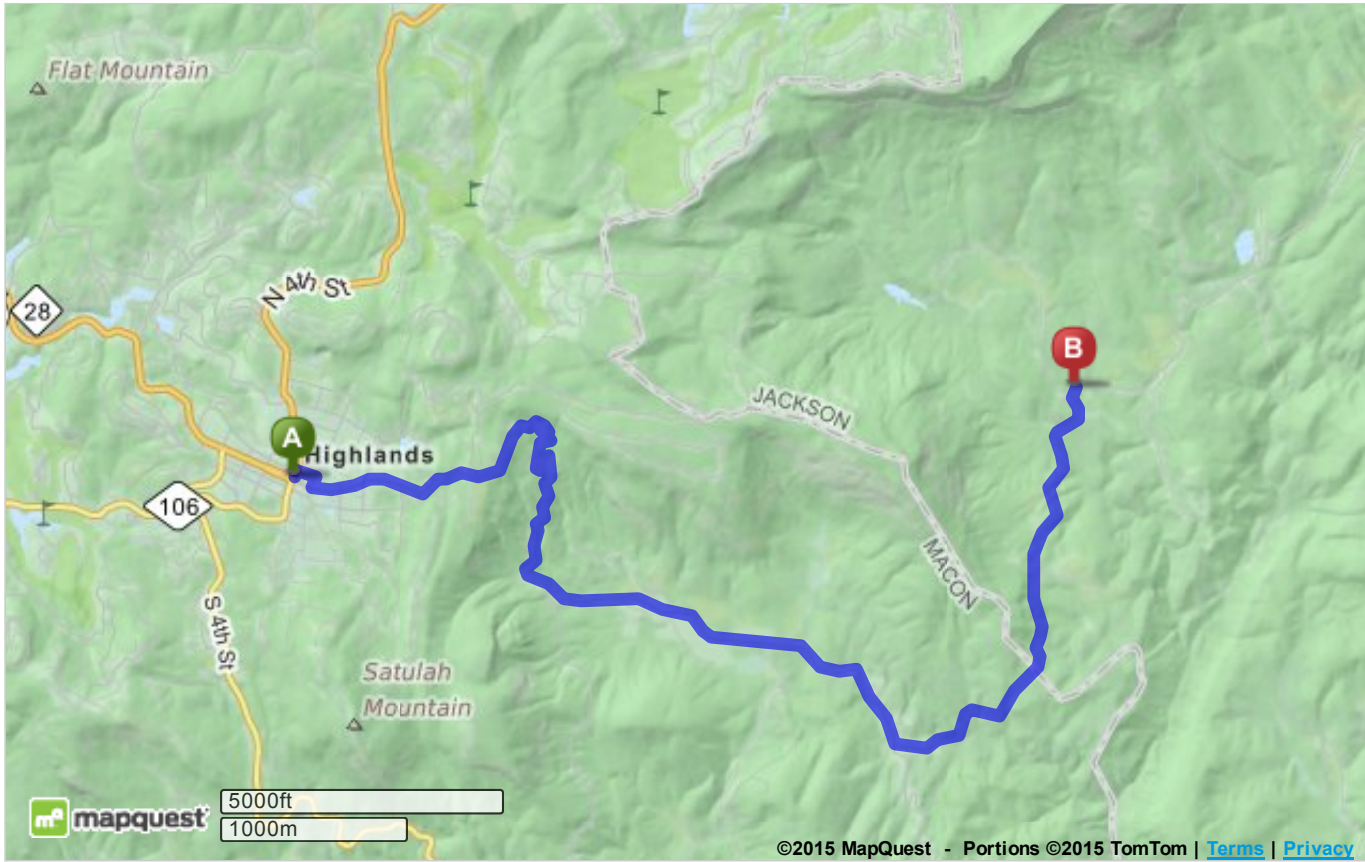 Flat Mountain
28
N 4th St
JACKSON
B
A
Highlands
106
MACON
S 4th St
Satulah
Mountain
5000ft
1000m
m mapquest
©2015 MapQuest - Portions ©2015 TomTom | Terms | Privacy